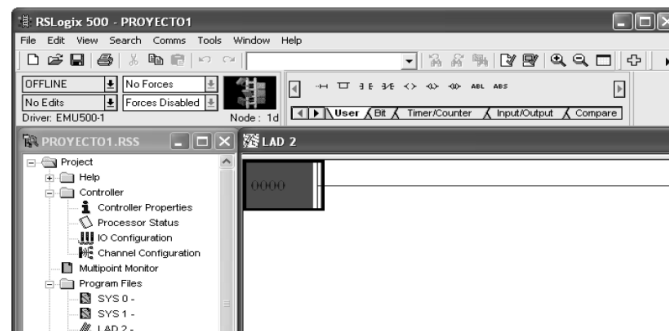 RSLogix 500 - PROYECTO1
File Edit View Search Comms Tools Window Help
OFFLINE No Forces
No Edits Forces Disabled
Driver: EMU500-1 Node: 1d
ABL ABS
User Bit Timer/Counter Input/Output Compare
PROYECTO1.RSS
LAD 2
Project
Help
Controller
Controller Properties
Processor Status
IO Configuration
Channel Configuration
Multipoint Monitor
Program Files
SYS 0 -
SYS 1 -
LAD 2 -
0000